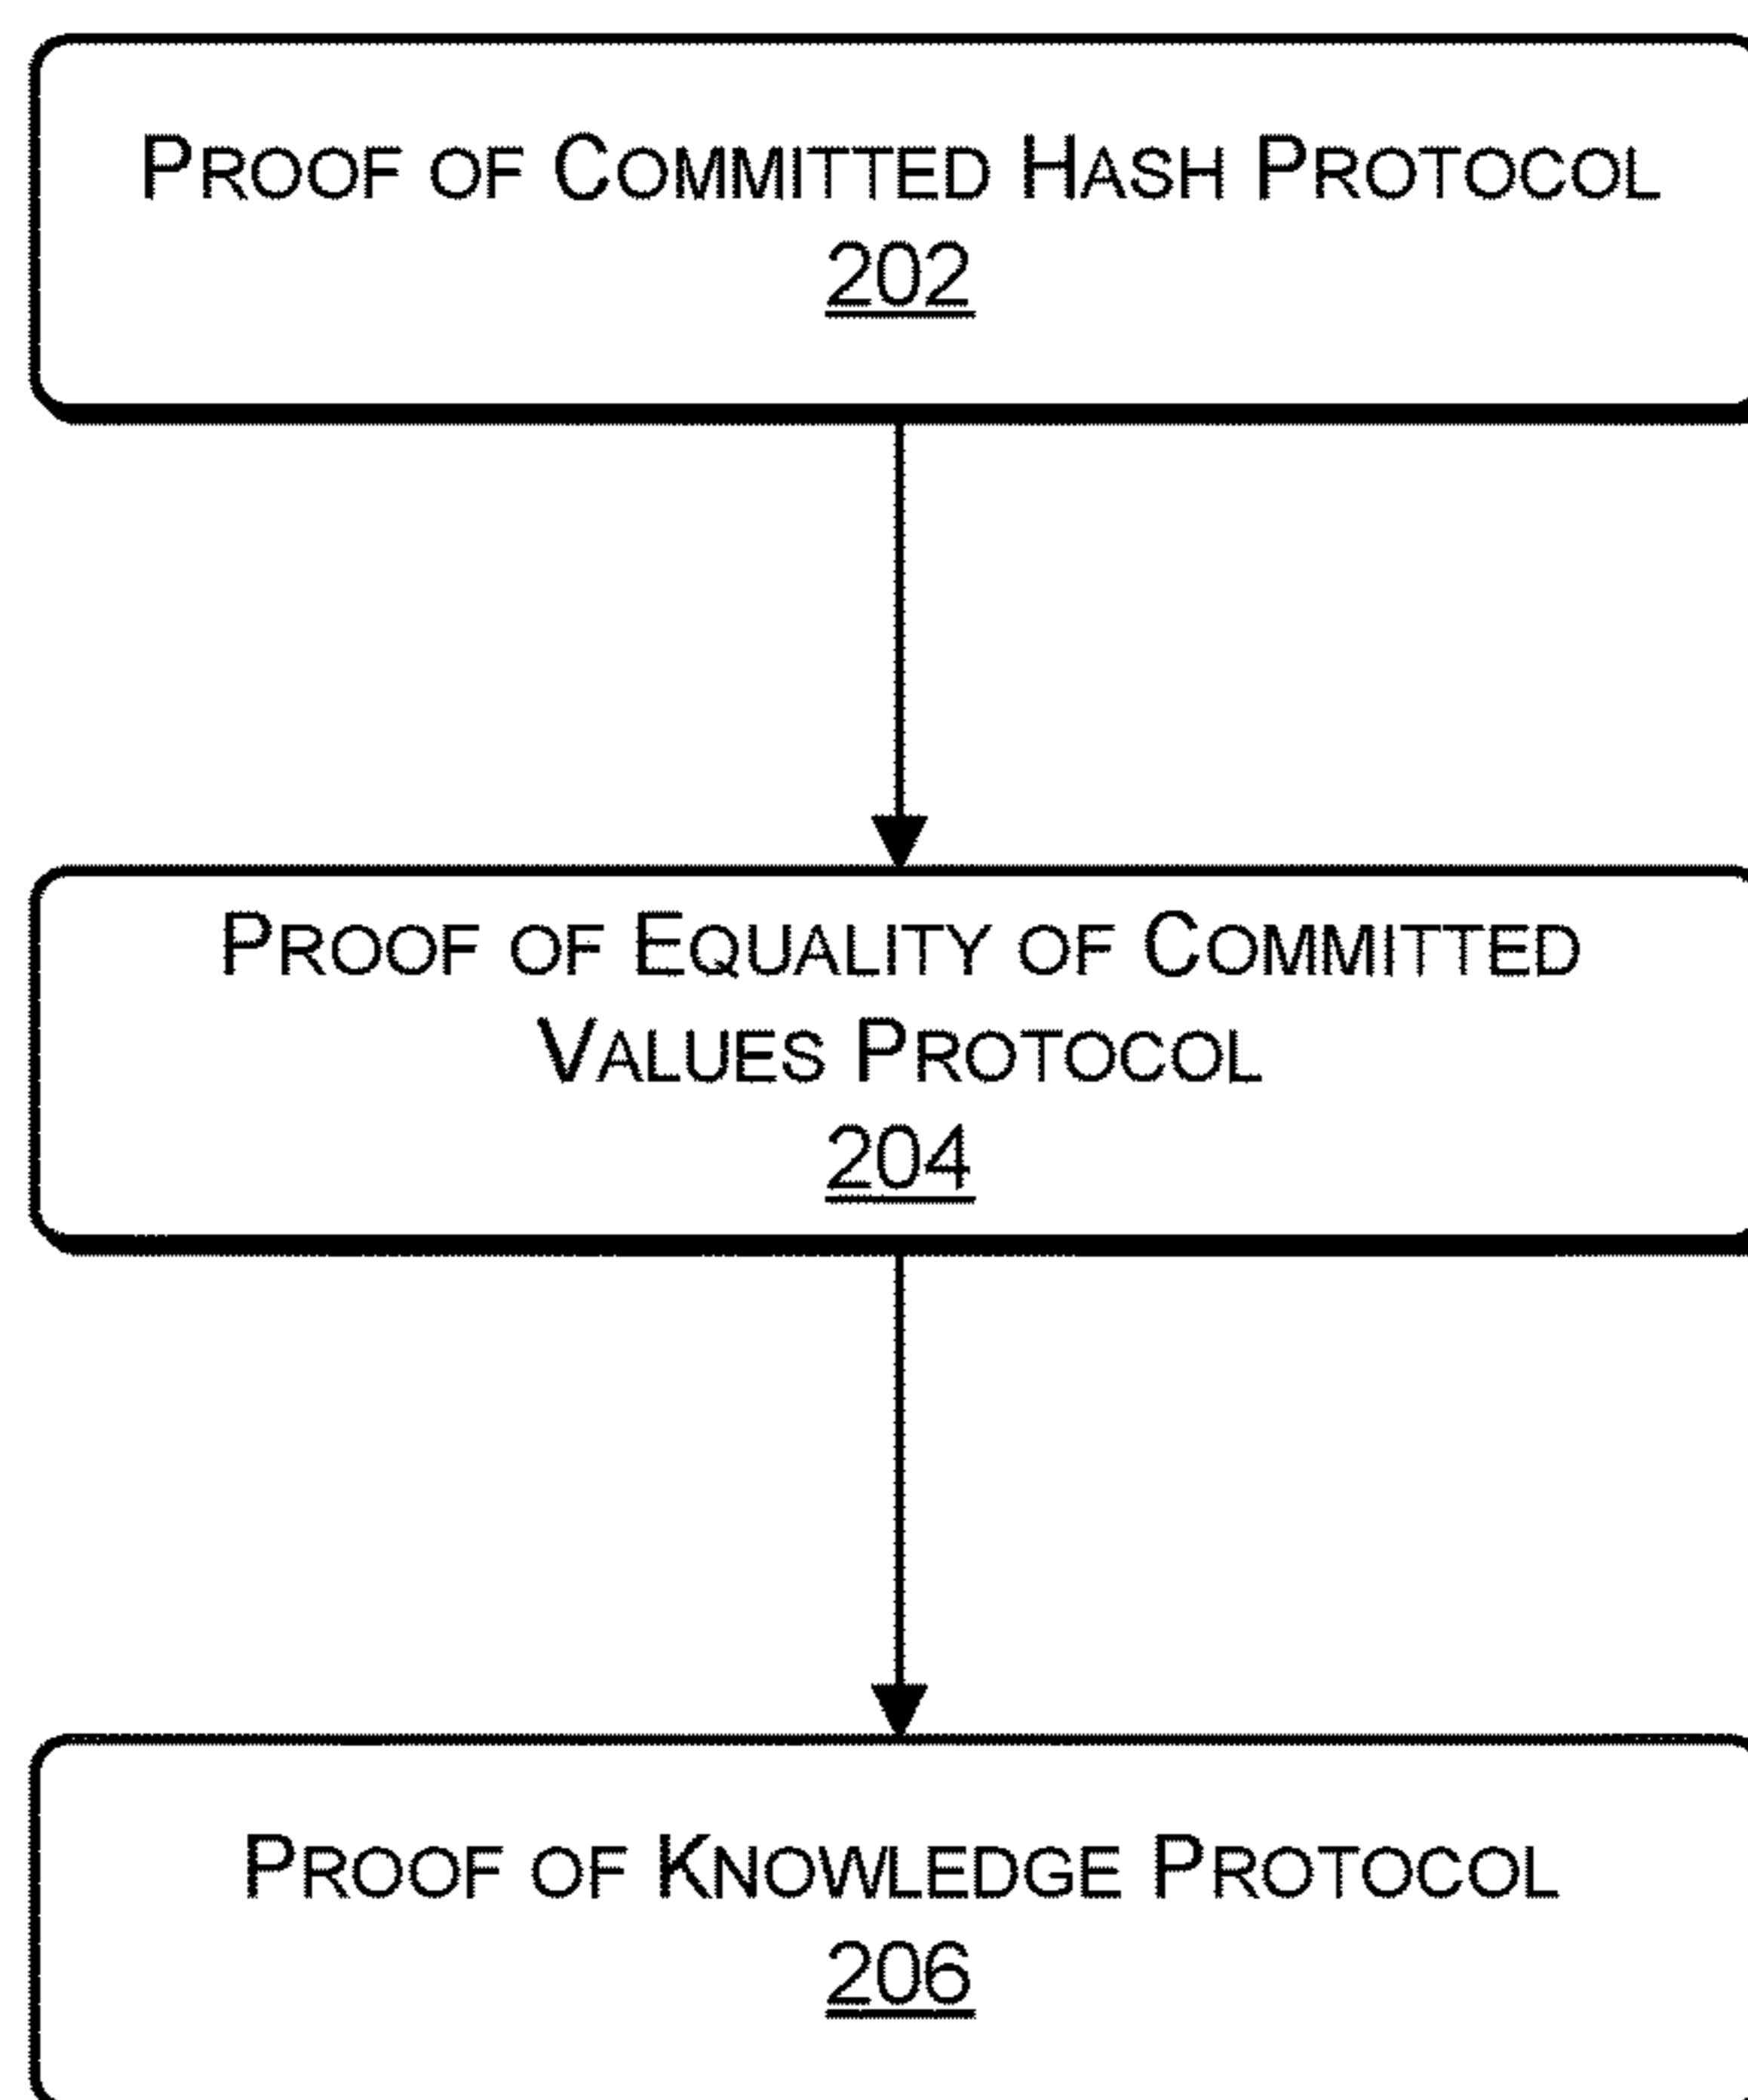 PROOF OF COMMITTED HASH PROTOCOL
202
PROOF OF EQUALITY OF COMMITTED
VALUES PROTOCOL
204
PROOF OF KNOWLEDGE PROTOCOL
206